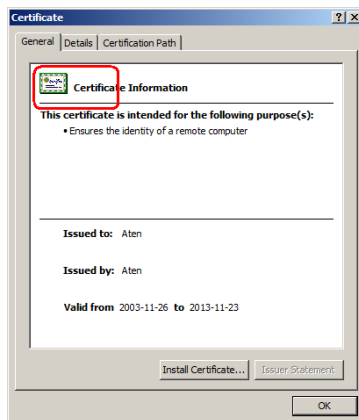 Certificate
? ×
General Details Certification Path
Certificate Information
This certificate is intended for the following purpose(s):
• Ensures the identity of a remote computer
Issued to: Aten
Issued by: Aten
Valid from 2003-11-26 to 2013-11-23
Install Certificate... Issuer Statement
OK